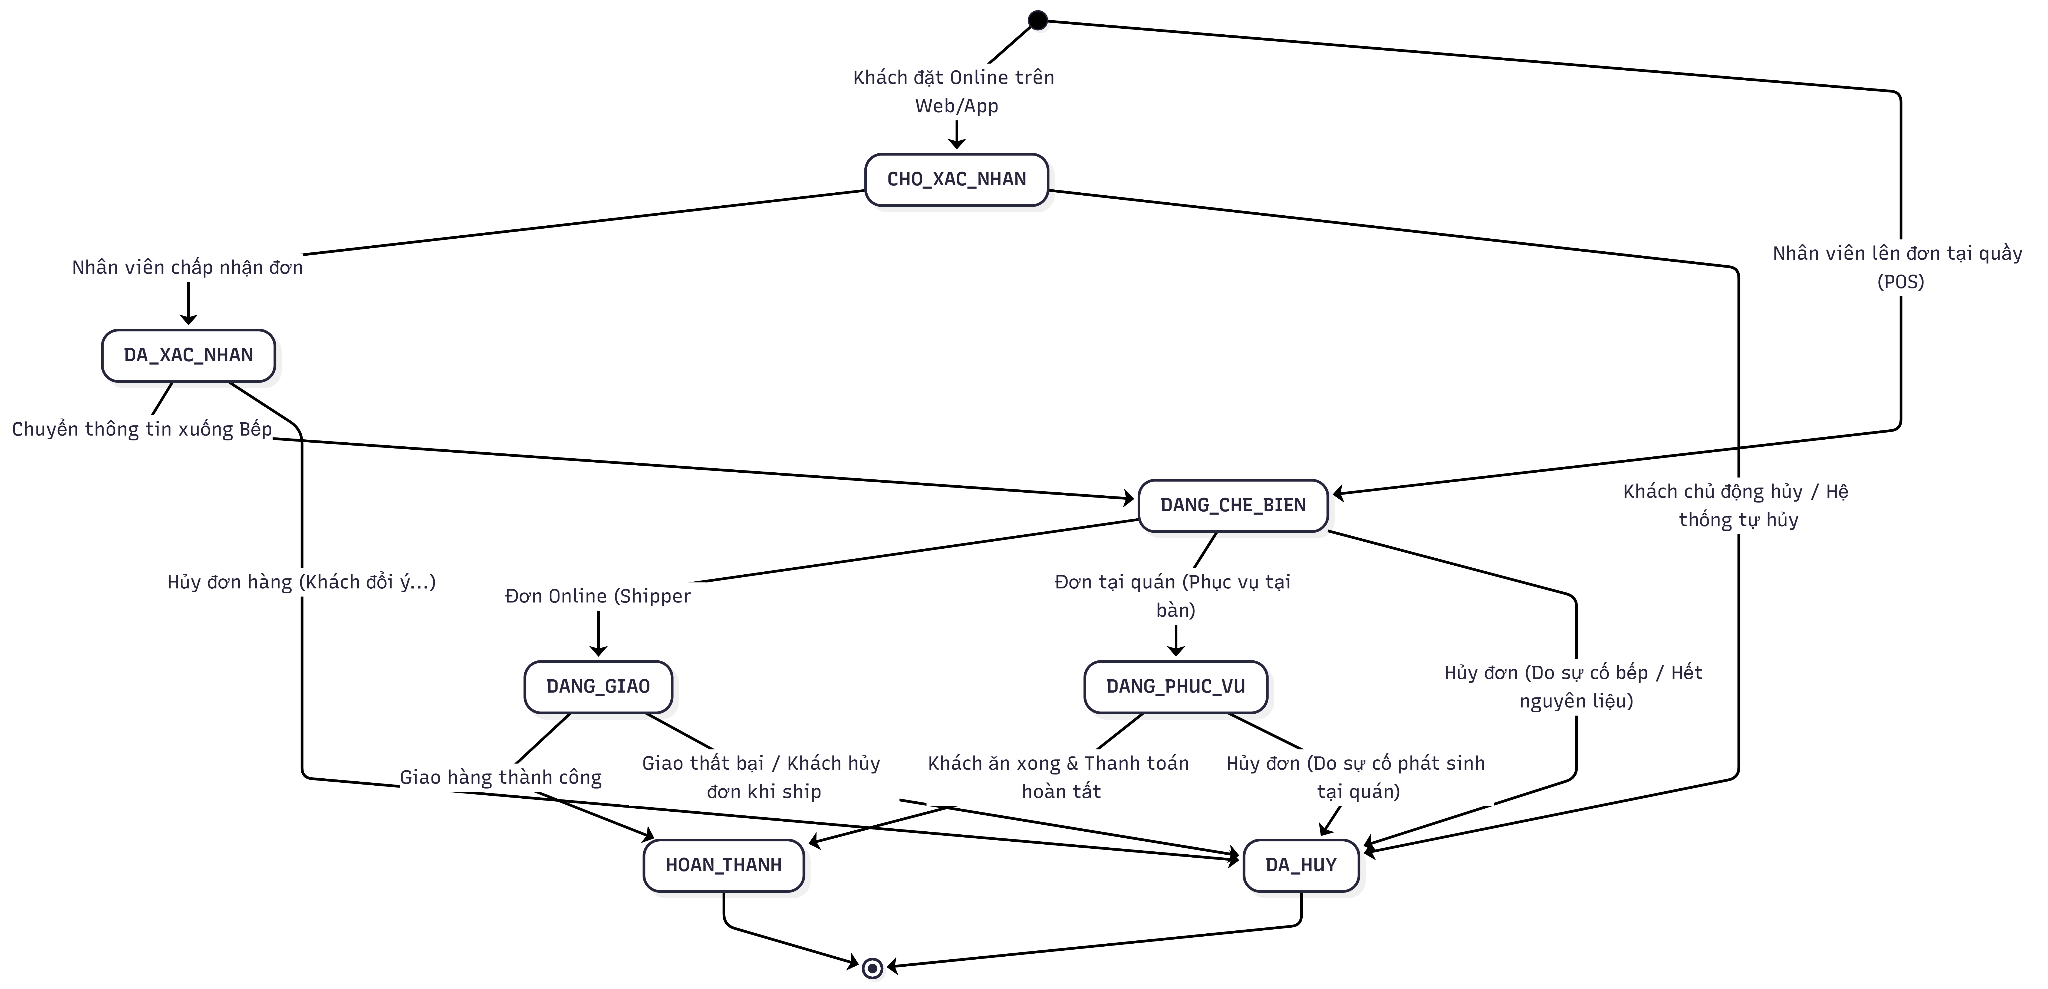 Khách đặt Online trên
Web/App
CHO_XAC_NHAN
Nhân viên lên đơn tại quầy
(POS)
Nhân viên chấp nhận đơn
DA_XAC_NHAN
Chuyển thông tin xuống Bếp
DANG_CHE_BIEN
Khách chủ động hủy / Hệ
thống tự hủy
Hủy đơn hàng (Khách đổi ý...)
Đơn Online (Shipper
Đơn tại quán (Phục vụ tại
bàn)
DANG_GIAO
DANG_PHUC_VU
Hủy đơn (Do sự cố bếp / Hết
nguyên liệu)
Giao hàng thành công
Giao thất bại / Khách hủy
đơn khi ship
Khách ăn xong & Thanh toán
hoàn tất
Hủy đơn (Do sự cố phát sinh
tại quán)
HOAN_THANH
DA_HUY